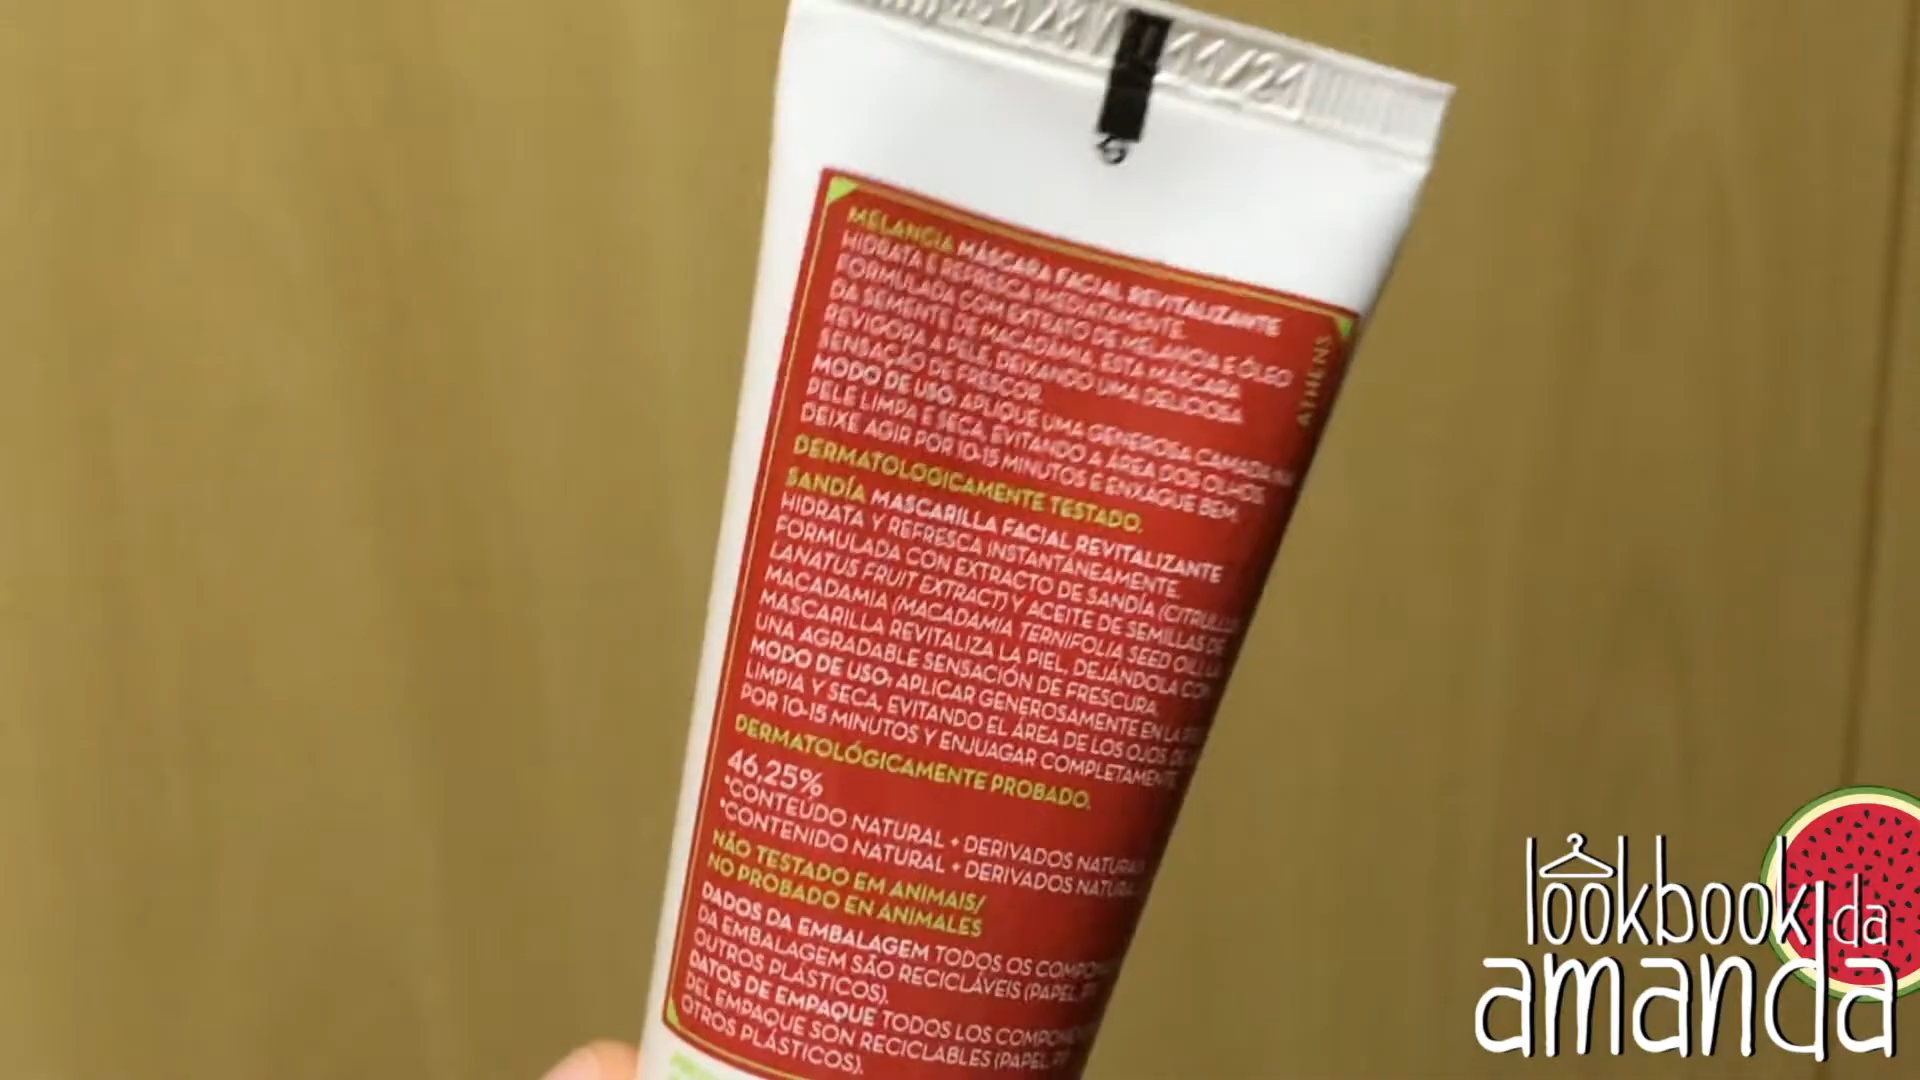 11/21
MELANCIA MÁSCARA FACIAL REVITALIZANTE
HIDRATA E REFRESCA IMEDIATAMENTE.
FORMULADA COM EXTRATO DE MELANCIA E ÓLEO
DA SEMENTE DE MACADÂMIA, ESTA MÁSCARA
REVIGORA A PELE, DEIXANDO UMA DELICIOSA
SENSAÇÃO DE FRESCOR.
MODO DE USO: APLIQUE UMA GENEROSA CAMADA NA
PELE LIMPA E SECA, EVITANDO A ÁREA DOS OLHOS.
DEIXE AGIR POR 10-15 MINUTOS E ENXAGUE BEM.
DERMATOLOGICAMENTE TESTADO.
SANDÍA MASCARILLA FACIAL REVITALIZANTE
HIDRATA Y REFRESCA INSTANTÁNEAMENTE.
FORMULADA CON EXTRACTO DE SANDÍA (CITRULLU
LANATUS FRUIT EXTRACT) Y ACEITE DE SEMILLAS DE
MACADAMIA (MACADAMIA TERNIFOLIA SEED OIL)
MASCARILLA REVITALIZA LA PIEL, DEJÁNDOLA CON
UNA AGRADABLE SENSACIÓN DE FRESCURA.
MODO DE USO: APLICAR GENEROSAMENTE EN LA
LIMPIA Y SECA, EVITANDO EL ÁREA DE LOS OJOS.
POR 10-15 MINUTOS Y ENJUAGAR COMPLETAMENTE.
DERMATOLÓGICAMENTE PROBADO.
46,25%
*CONTEÚDO NATURAL + DERIVADOS NATURAIS
*CONTENIDO NATURAL + DERIVADOS
NÃO TESTADO EM ANIMAIS/
NO PROBADO EN ANIMALES
DADOS DA EMBALAGEM TODOS OS COMPON
DA EMBALAGEM SÃO RECICLÁVEIS (PAPEL,
OUTROS PLÁSTICOS).
DATOS DE EMPAQUE TODOS LOS COMPONE
DEL EMPAQUE SON RECICLABLES (PAPEL,
OTROS PLÁSTICOS).
ATHENS
lookbook da
amanda